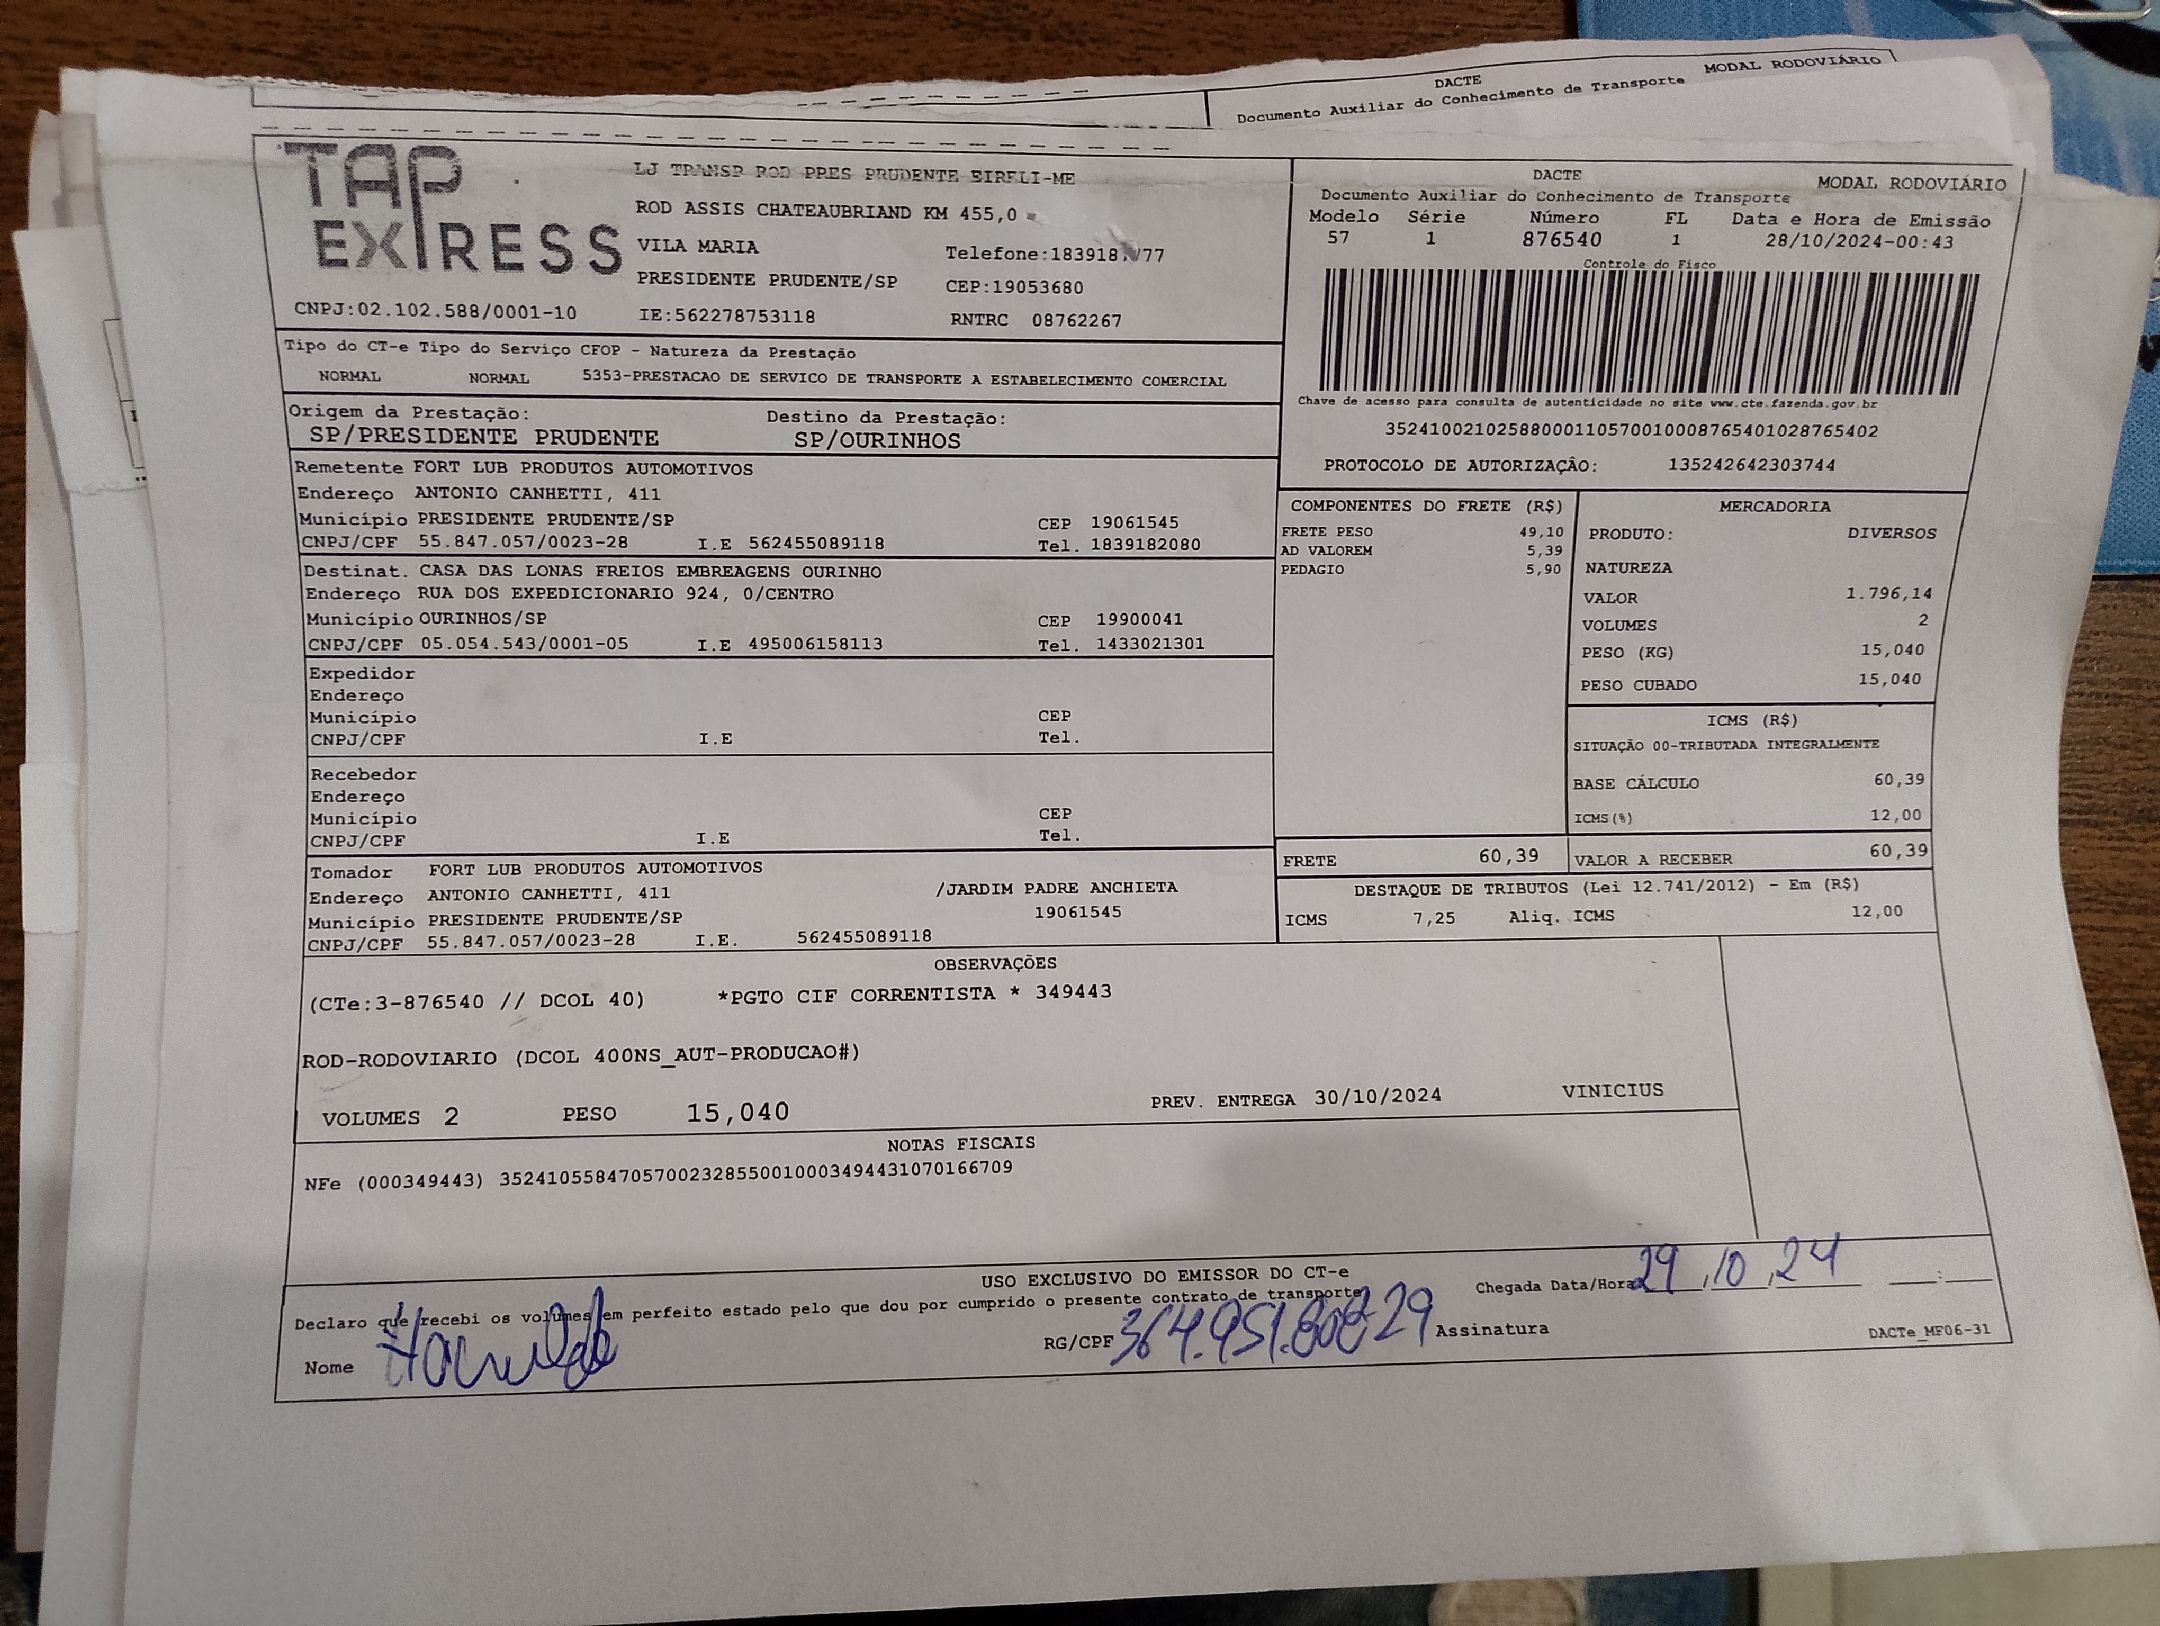 MODAL RODOVIÁRIO
DACTE
Documento Auxiliar do Conhecimento de Transporte
TAP EXPRESS
LJ TRANSP ROD PRES PRUDENTE EIRELI-ME
ROD ASSIS CHATEAUBRIAND KM 455,0
VILA MARIA
Telefone:183918 77
PRESIDENTE PRUDENTE/SP CEP:19053680
CNPJ:02.102.588/0001-10 IE:562278753118 RNTRC 08762267
DACTE
MODAL RODOVIÁRIO
Documento Auxiliar do Conhecimento de Transporte
Modelo Série Número FL Data e Hora de Emissão
57 1 876540 1 28/10/2024-00:43
Controle do Fisco
Chave de acesso para consulta de autenticidade no site www.cte.fazenda.gov.br
35241002102588000110570010008765401028765402
PROTOCOLO DE AUTORIZAÇÂO: 135242642303744
Tipo do CT-e Tipo do Serviço CFOP - Natureza da Prestação
NORMAL NORMAL 5353-PRESTACAO DE SERVICO DE TRANSPORTE A ESTABELECIMENTO COMERCIAL
Origem da Prestação: Destino da Prestação:
SP/PRESIDENTE PRUDENTE SP/OURINHOS
Remetente FORT LUB PRODUTOS AUTOMOTIVOS
Endereço ANTONIO CANHETTI, 411
Município PRESIDENTE PRUDENTE/SP CEP 19061545
CNPJ/CPF 55.847.057/0023-28 I.E 562455089118 Tel. 1839182080
Destinat. CASA DAS LONAS FREIOS EMBREAGENS OURINHO
Endereço RUA DOS EXPEDICIONARIO 924, 0/CENTRO
Município OURINHOS/SP CEP 19900041
CNPJ/CPF 05.054.543/0001-05 I.E 495006158113 Tel. 1433021301
Expedidor
Endereço
Município CEP
CNPJ/CPF I.E Tel.
Recebedor
Endereço
Município CEP
CNPJ/CPF I.E Tel.
Tomador FORT LUB PRODUTOS AUTOMOTIVOS
Endereço ANTONIO CANHETTI, 411 /JARDIM PADRE ANCHIETA
Município PRESIDENTE PRUDENTE/SP 19061545
CNPJ/CPF 55.847.057/0023-28 I.E. 562455089118
COMPONENTES DO FRETE (R$)
FRETE PESO 49,10
AD VALOREM 5,39
PEDAGIO 5,90
MERCADORIA
PRODUTO: DIVERSOS
NATUREZA
VALOR 1.796,14
VOLUMES 2
PESO (KG) 15,040
PESO CUBADO 15,040
ICMS (R$)
SITUAÇÃO 00-TRIBUTADA INTEGRALMENTE
BASE CÁLCULO 60,39
ICMS(%) 12,00
FRETE 60,39 VALOR A RECEBER 60,39
DESTAQUE DE TRIBUTOS (Lei 12.741/2012) - Em (R$)
ICMS 7,25 Aliq. ICMS 12,00
OBSERVAÇÕES
(CTe:3-876540 // DCOL 40) *PGTO CIF CORRENTISTA * 349443
ROD-RODOVIARIO (DCOL 400NS_AUT-PRODUCAO#)
VOLUMES 2 PESO 15,040 PREV. ENTREGA 30/10/2024 VINICIUS
NOTAS FISCAIS
NFe (000349443) 35241055847057002328550010003494431070166709
USO EXCLUSIVO DO EMISSOR DO CT-e
Declaro que recebi os volumes em perfeito estado pelo que dou por cumprido o presente contrato de transporte
Chegada Data/Hora 29 , 10 , 24 :
Nome RG/CPF Assinatura
DACTe_MF06-31